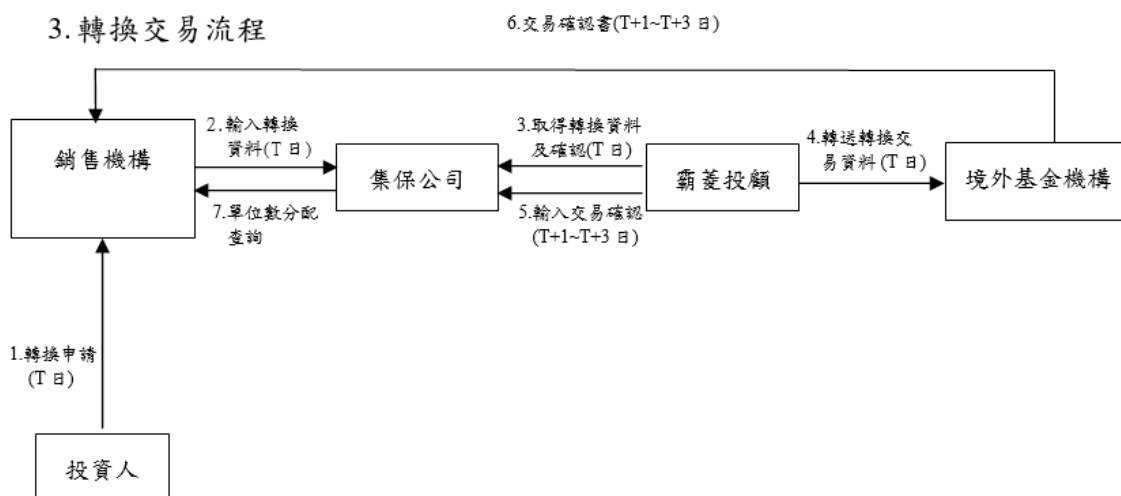 3.轉換交易流程
6.交易確認書(T+1~T+3 日)
銷售機構
2.輸入轉換
資料(T 日)
集保公司
3.取得轉換資料
及確認(T 日)
霸菱投顧
4.轉送轉換交
易資料(T 日)
境外基金機構
7.單位數分配
查詢
5.輸入交易確認
(T+1~T+3 日)
1.轉換申請
(T 日)
投資人